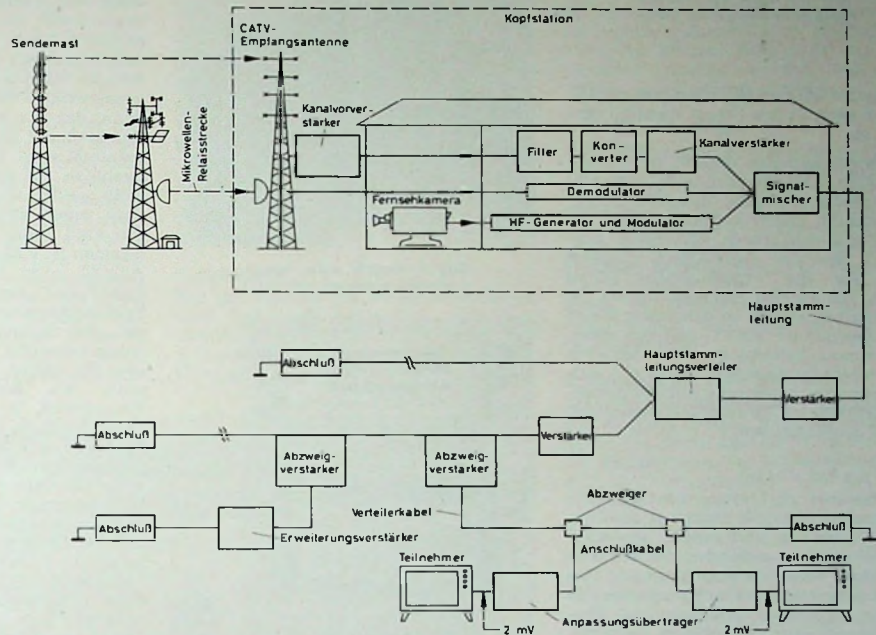 Kopfstation
CATV-
Empfangsantenne
Sendemast
Mikrowellen-
Relaisstrecke
Kanalvorver-
stärker
Filter
Kon-
verter
Kanalverstärker
Demodulator
Signal-
mischer
Fernsehkamera
HF-Generator und Modulator
Hauptstamm-
leitung
Abschluß
Hauptstamm-
leitungsverteiler
Verstärker
Abschluß
Verstärker
Abzweig-
verstärker
Abzweig-
verstärker
Abzweiger
Verteilerkabel
Abschluß
Erweiterungsverstärker
Abschluß
Anschlußkabel
Teilnehmer
Teilnehmer
Anpassungsübertrager
2 mV
2 mV